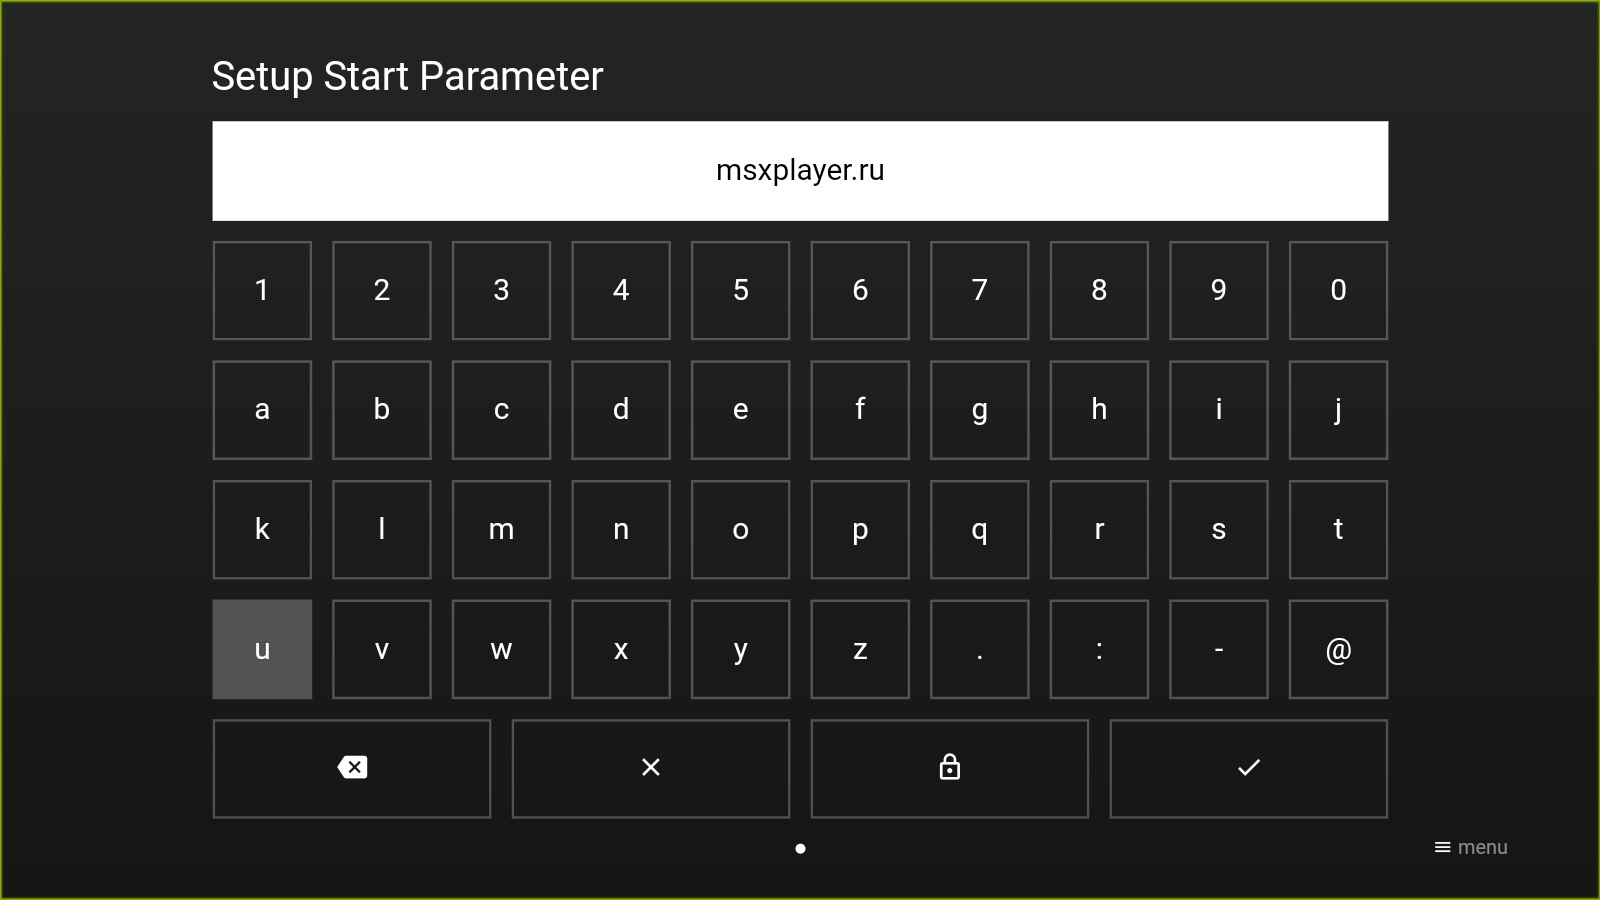 Setup Start Parameter
msxplayer.ru
1 2 3 4 5 6 7 8 9 0
a b c d e f g h i j
k l m n o p q r s t
u v w x y z . : - @
menu